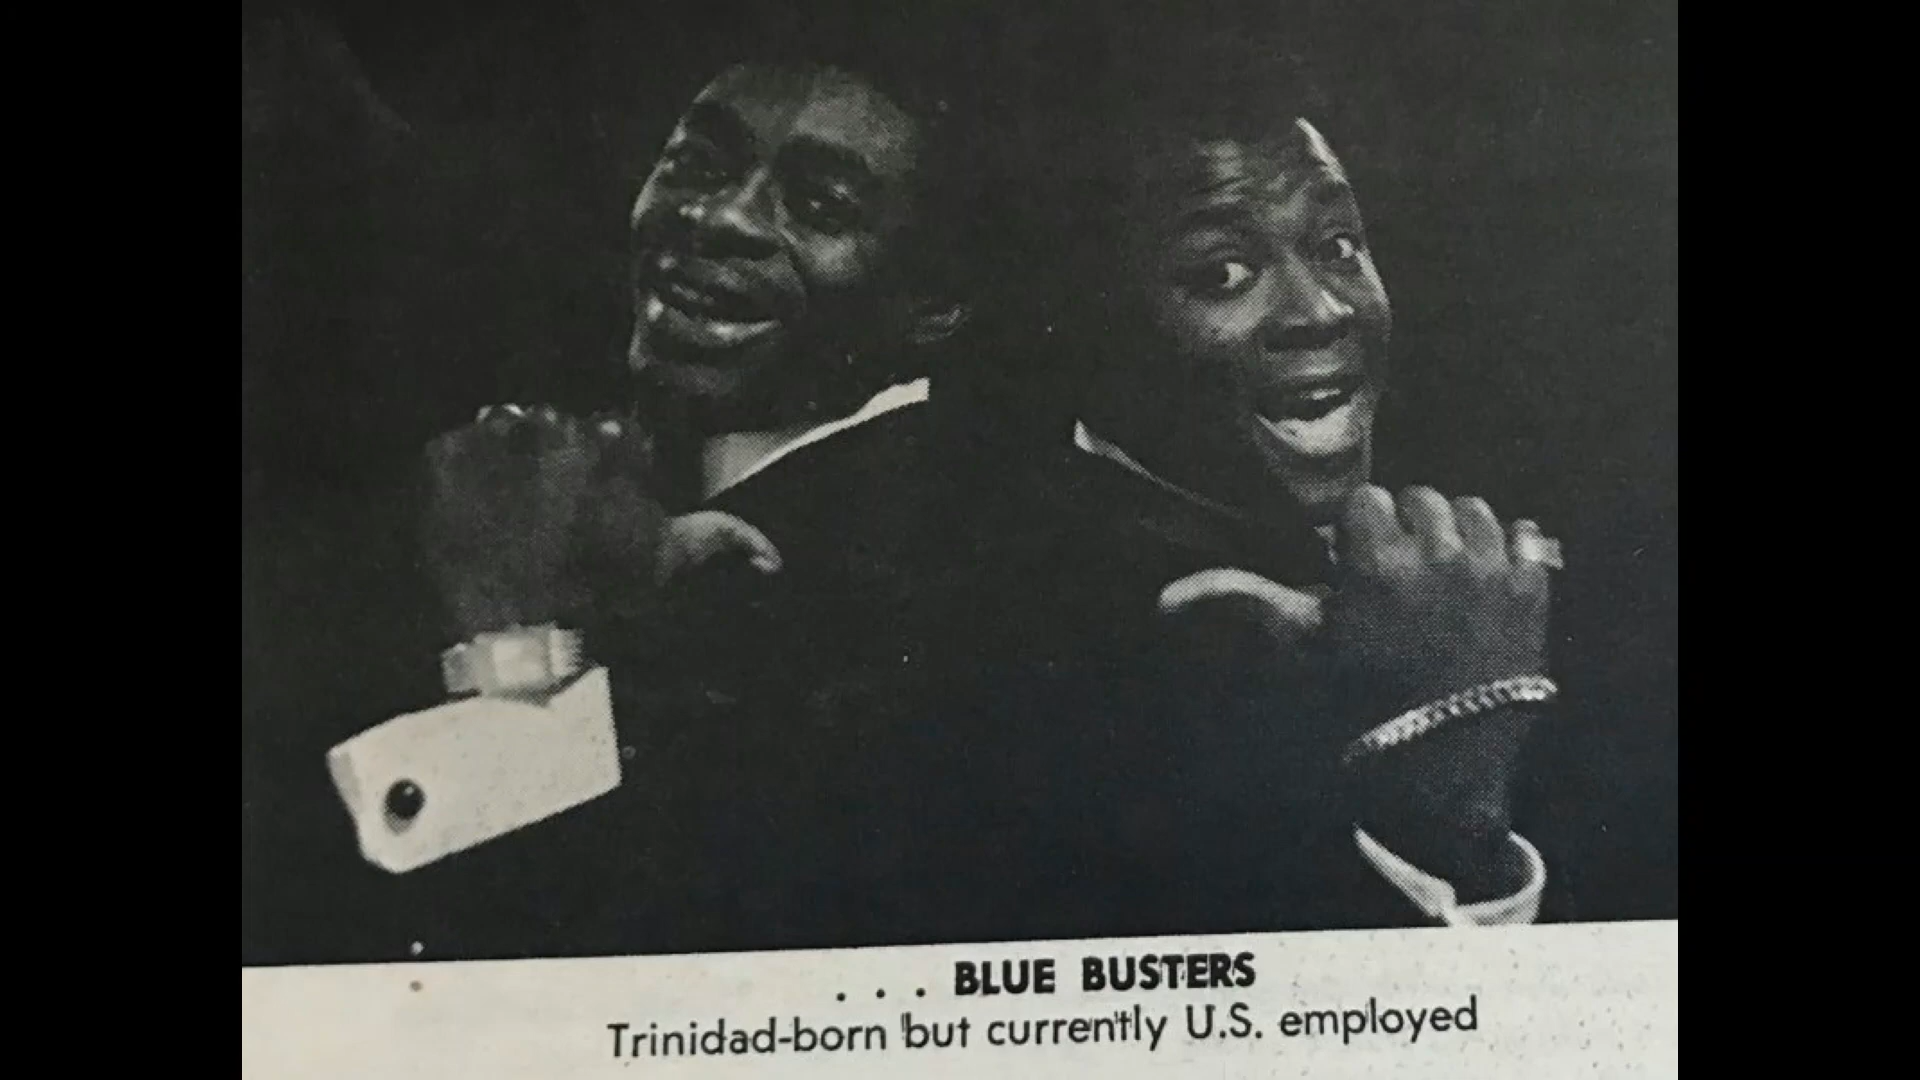 . . . BLUE BUSTERS
Trinidad-born but currently U.S. employed